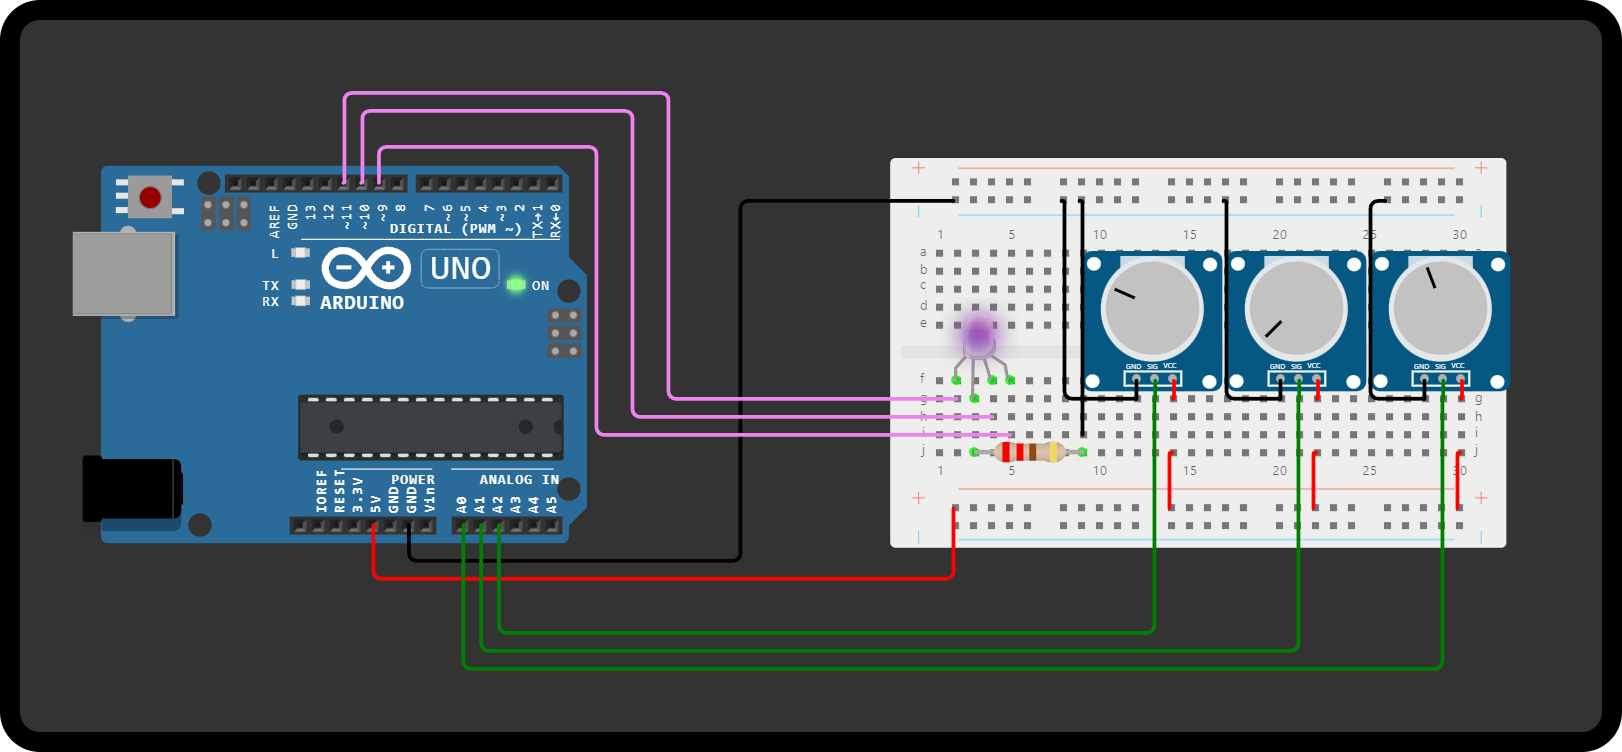 AREF
GND
13
12
~11
~10
~9
8
7
~6
~5
4
~3
2
TX→1
RX←0
DIGITAL (PWM ~)
L
TX
RX
UNO
ON
ARDUINO
POWER
ANALOG IN
IOREF
RESET
3.3V
5V
GND
GND
Vin
A0
A1
A2
A3
A4
A5
1 5 10 15 20 25 30
a
b
c
d
e
GND SIG VCC
GND SIG VCC
GND SIG VCC
f
g g
h h
i i
j j
1 5 10 15 20 25 30